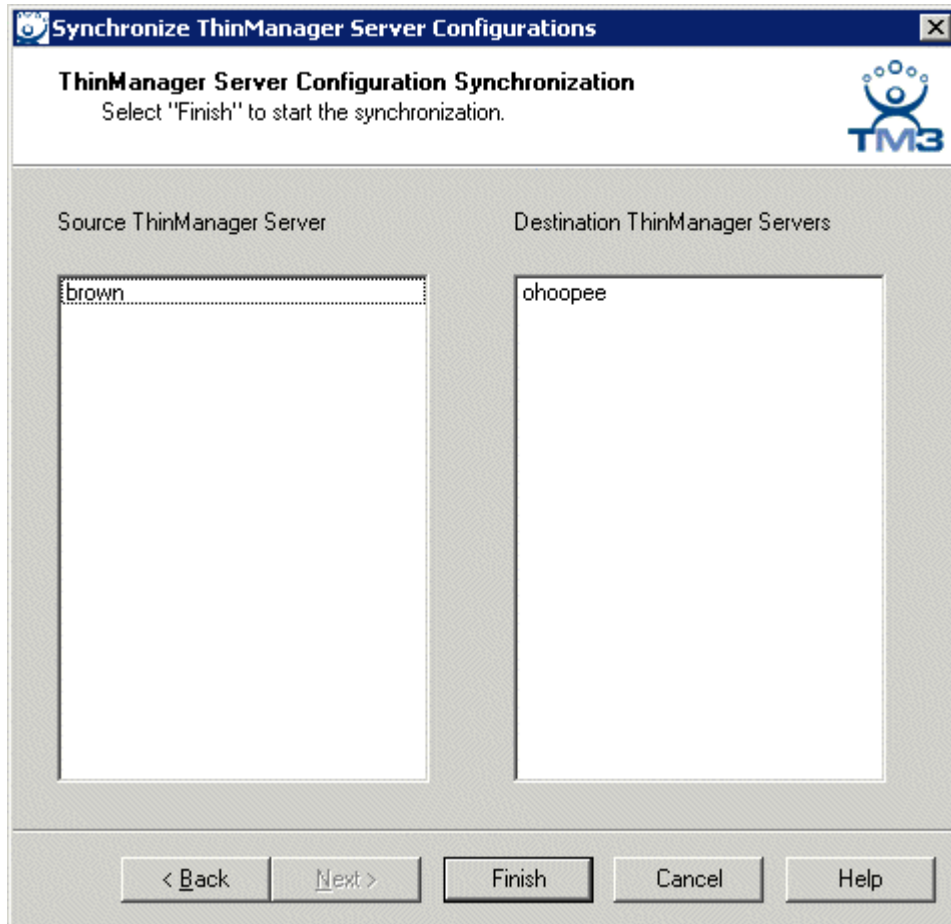 Synchronize ThinManager Server Configurations
ThinManager Server Configuration Synchronization
Select "Finish" to start the synchronization.
TM3
Source ThinManager Server
Destination ThinManager Servers
brown
ohoopee
< Back
Next >
Finish
Cancel
Help